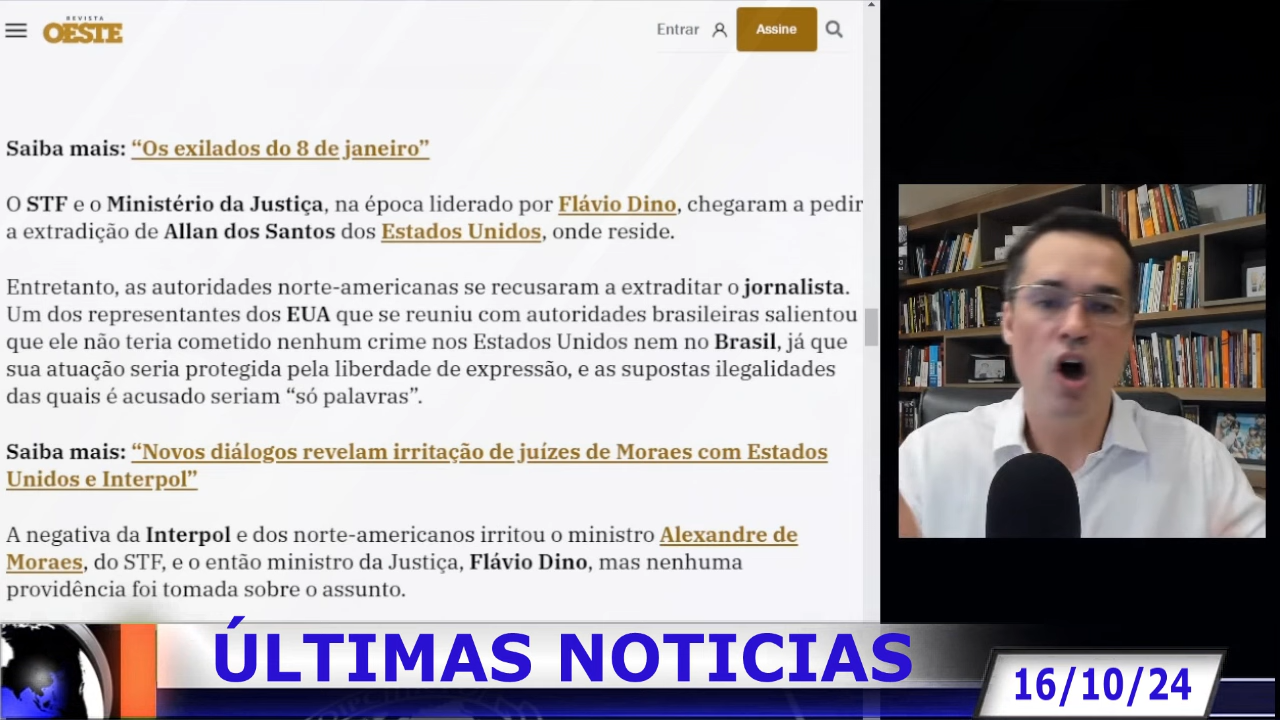 REVISTA
OESTE
Entrar
Assine
Saiba mais: “Os exilados do 8 de janeiro”
O STF e o Ministério da Justiça, na época liderado por Flávio Dino, chegaram a pedir
a extradição de Allan dos Santos dos Estados Unidos, onde reside.
Entretanto, as autoridades norte-americanas se recusaram a extraditar o jornalista.
Um dos representantes dos EUA que se reuniu com autoridades brasileiras salientou
que ele não teria cometido nenhum crime nos Estados Unidos nem no Brasil, já que
sua atuação seria protegida pela liberdade de expressão, e as supostas ilegalidades
das quais é acusado seriam “só palavras”.
Saiba mais: “Novos diálogos revelam irritação de juízes de Moraes com Estados
Unidos e Interpol”
A negativa da Interpol e dos norte-americanos irritou o ministro Alexandre de
Moraes, do STF, e o então ministro da Justiça, Flávio Dino, mas nenhuma
providência foi tomada sobre o assunto.
ÚLTIMAS NOTICIAS
16/10/24